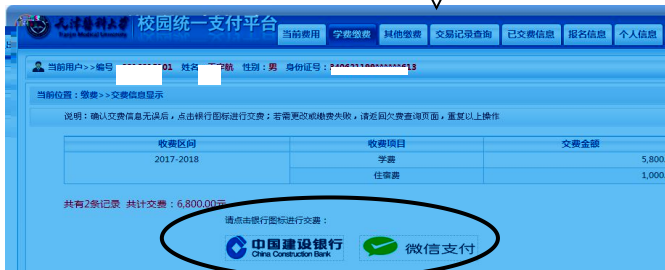 天津医科大学 校园统一支付平台
Tianjin Medical University
当前费用 学费缴费 其他缴费 交易记录查询 已交费信息 报名信息 个人信息
当前用户>>编号 01 姓名 航 性别：男 身份证号：
当前位置：缴费>>交费信息显示
说明：确认交费信息无误后，点击银行图标进行交费；若需更改或缴费失败，请返回欠费查询页面，重复以上操作
收费区间 收费项目 交费金额
2017-2018 学费 5,800.
住宿费 1,000.
共有2条记录 共计交费：6,800.00元
请点击银行图标进行交费：
中国建设银行 微信支付
China Construction Bank